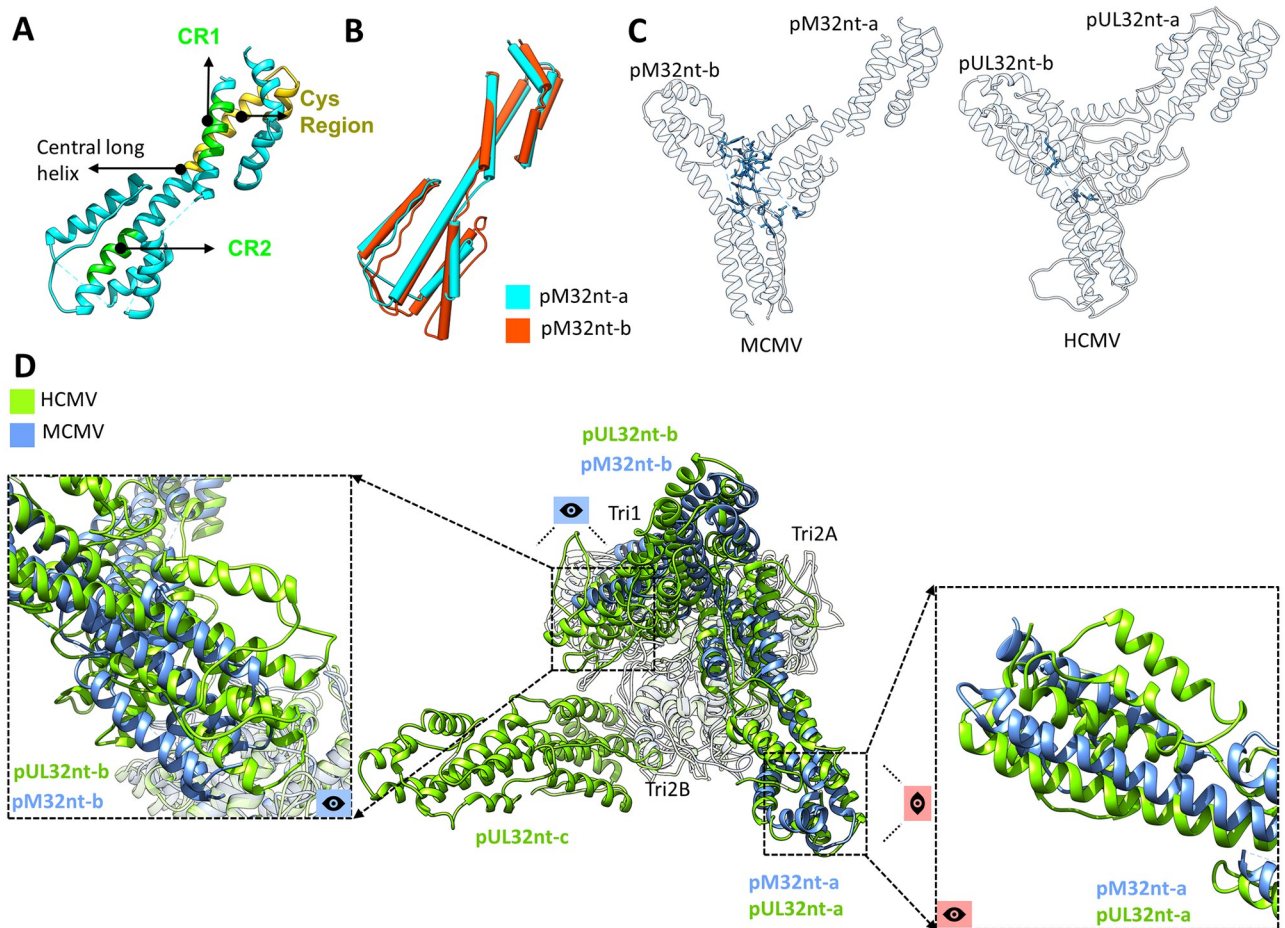 A
CR1
Cys
Region
Central long
helix
CR2
B
pM32nt-a
pM32nt-b
C
pM32nt-a
pM32nt-b
MCMV
pUL32nt-a
pUL32nt-b
HCMV
D
HCMV
MCMV
pUL32nt-b
pM32nt-b
Tri1
Tri2A
Tri2B
pUL32nt-c
pM32nt-a
pUL32nt-a
pUL32nt-b
pM32nt-b
pM32nt-a
pUL32nt-a